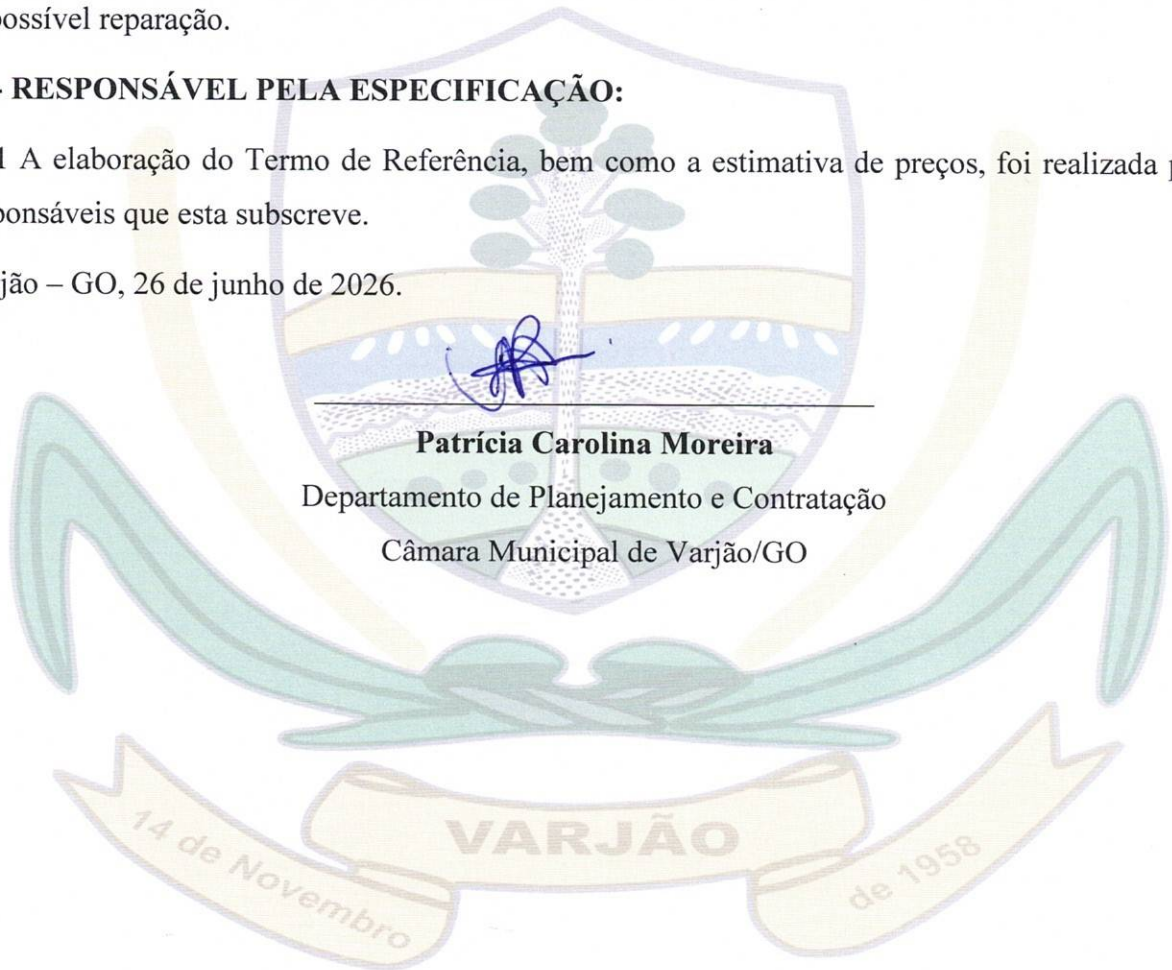 possível reparação.
- RESPONSÁVEL PELA ESPECIFICAÇÃO:
1 A elaboração do Termo de Referência, bem como a estimativa de preços, foi realizada p
ponsáveis que esta subscreve.
jão – GO, 26 de junho de 2026.
Patrícia Carolina Moreira
Departamento de Planejamento e Contratação
Câmara Municipal de Varjão/GO
VARJÃO
14 de Novembro
de 1958